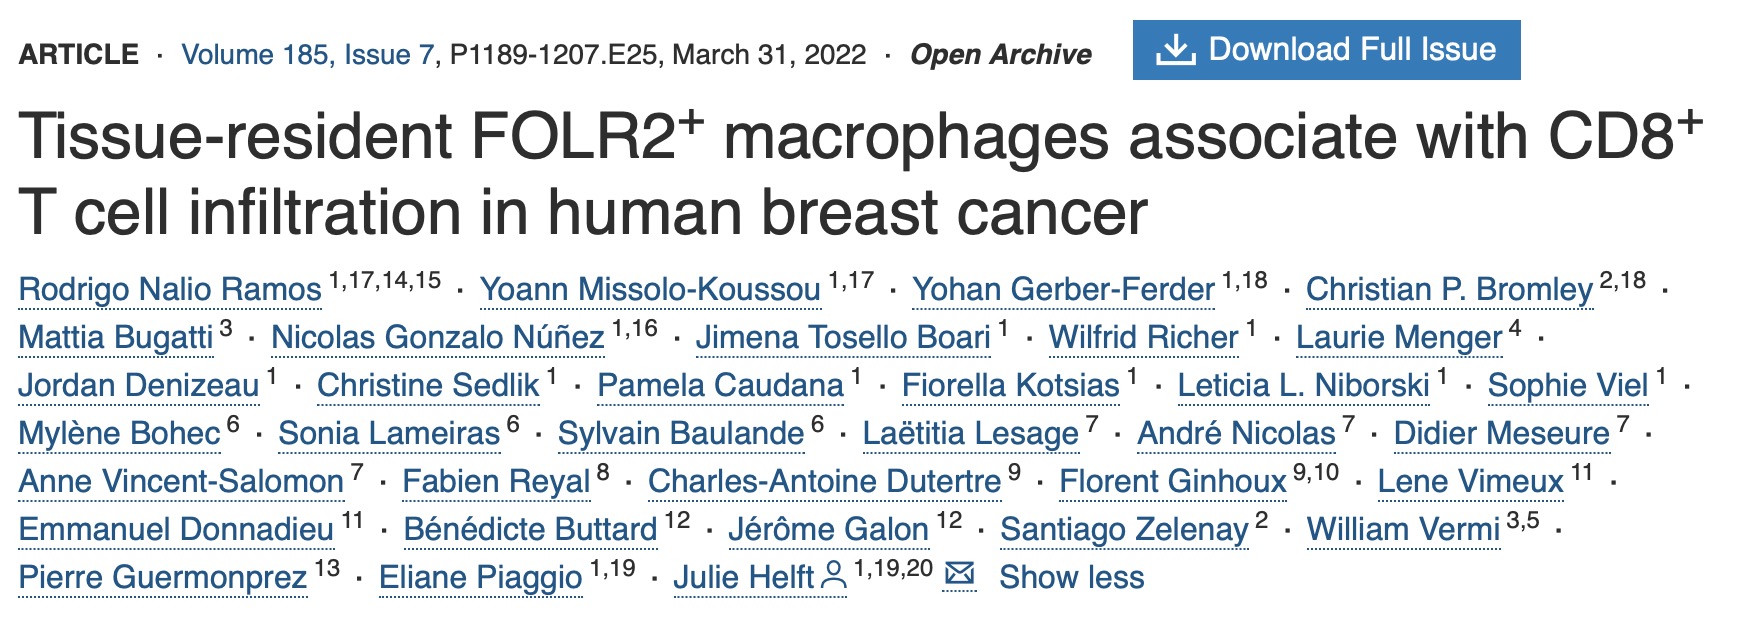 ARTICLE · Volume 185, Issue 7, P1189-1207.E25, March 31, 2022 · Open Archive Download Full Issue
Tissue-resident FOLR2+ macrophages associate with CD8+
T cell infiltration in human breast cancer
Rodrigo Nalio Ramos 1,17,14,15 · Yoann Missolo-Koussou 1,17 · Yohan Gerber-Ferder 1,18 · Christian P. Bromley 2,18 ·
Mattia Bugatti 3 · Nicolas Gonzalo Núñez 1,16 · Jimena Tosello Boari 1 · Wilfrid Richer 1 · Laurie Menger 4 ·
Jordan Denizeau 1 · Christine Sedlik 1 · Pamela Caudana 1 · Fiorella Kotsias 1 · Leticia L. Niborski 1 · Sophie Viel 1 ·
Mylène Bohec 6 · Sonia Lameiras 6 · Sylvain Baulande 6 · Laëtitia Lesage 7 · André Nicolas 7 · Didier Meseure 7 ·
Anne Vincent-Salomon 7 · Fabien Reyal 8 · Charles-Antoine Dutertre 9 · Florent Ginhoux 9,10 · Lene Vimeux 11 ·
Emmanuel Donnadieu 11 · Bénédicte Buttard 12 · Jérôme Galon 12 · Santiago Zelenay 2 · William Vermi 3,5 ·
Pierre Guermonprez 13 · Eliane Piaggio 1,19 · Julie Helft 1,19,20 Show less